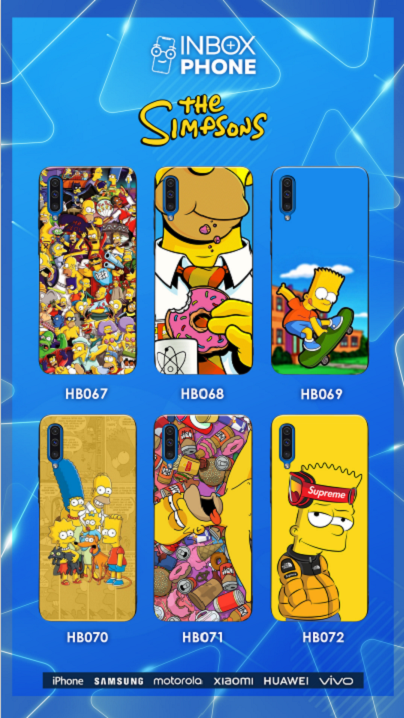 INBOX
PHONE
THE
SIMPSONS
HB067
HB068
HB069
HB070
HB071
Supreme
HB072
iPhone SAMSUNG motorola xiaomi HUAWEI vivo